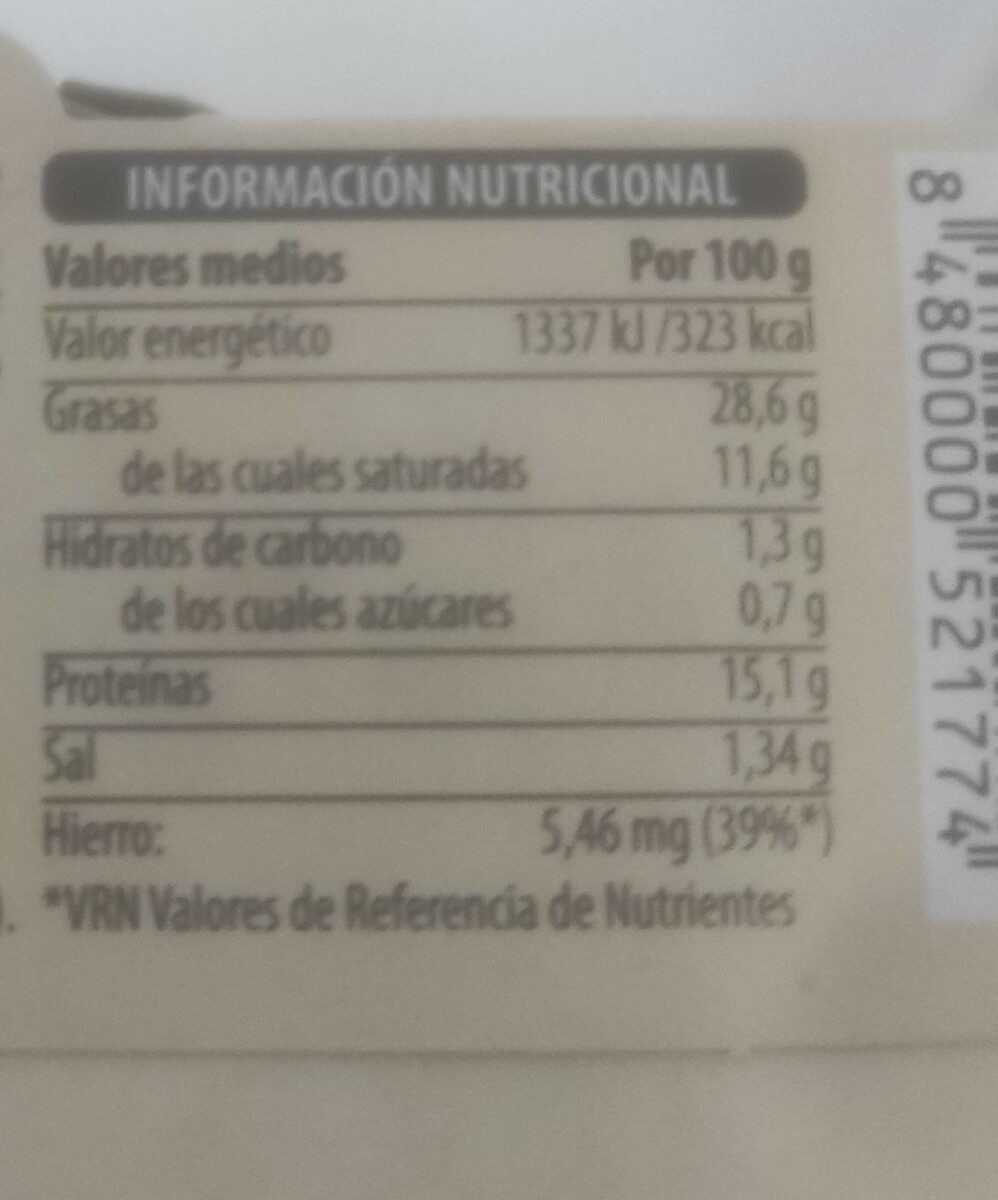 INFORMACIÓN NUTRICIONAL
Valores medios Por 100 g
Valor energético 1337 kJ /323 kcal
Grasas 28,6 g
de las cuales saturadas 11,6 g
Hidratos de carbono 1,3 g
de los cuales azúcares 0,7 g
Proteínas 15,1 g
Sal 1,34 g
Hierro: 5,46 mg (39%*)
*VRN Valores de Referencia de Nutrientes
8 480000 521774